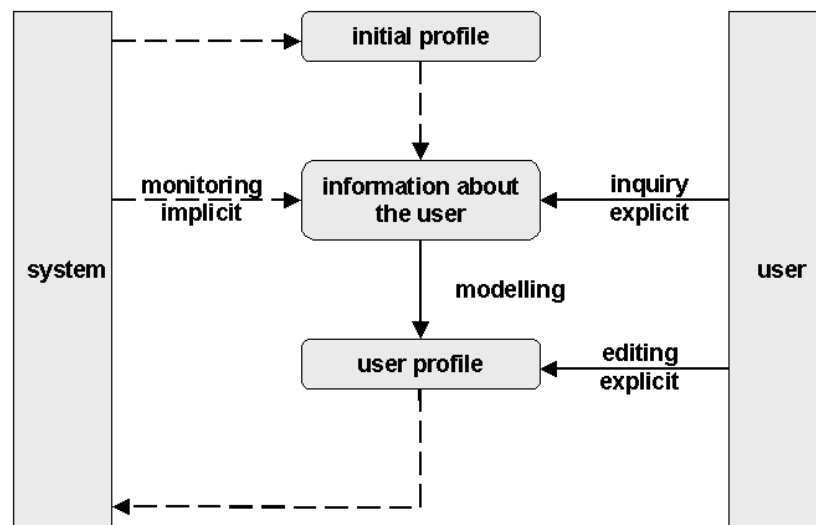 initial profile
monitoring
implicit
information about
the user
inquiry
explicit
system
modelling
user
user profile
editing
explicit